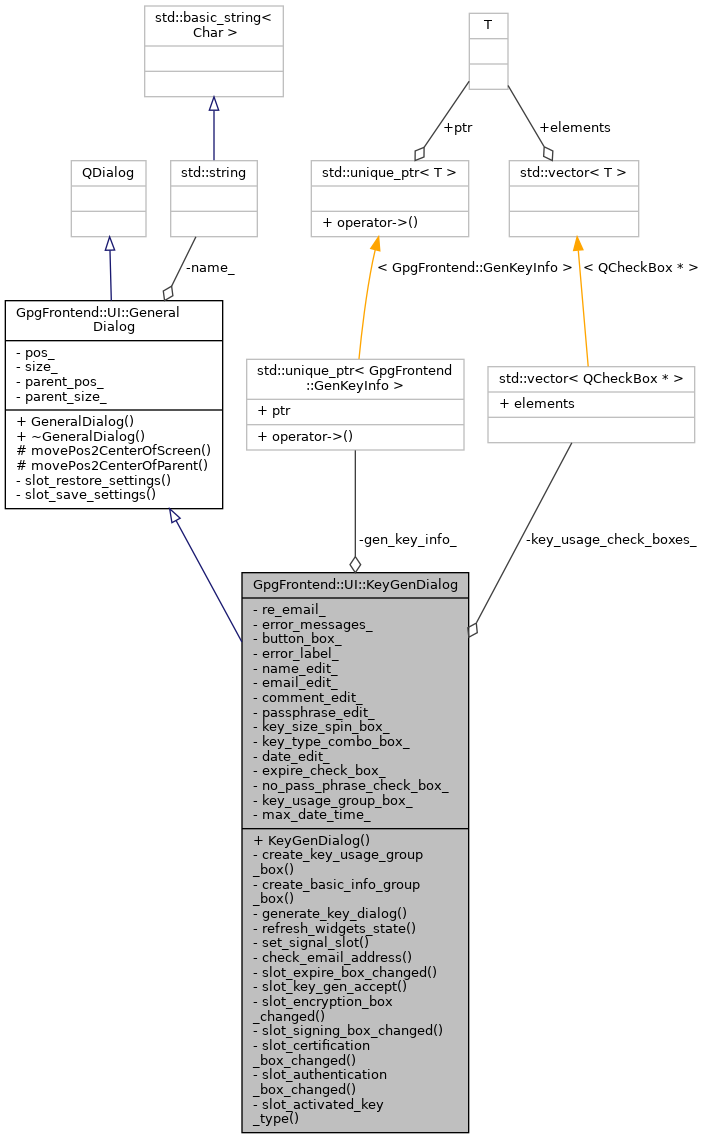 std::basic_string<
Char >
T
+ptr
+elements
QDialog
std::string
std::unique_ptr< T >
+ operator->()
std::vector< T >
-name_
< GpgFrontend::GenKeyInfo >
< QCheckBox * >
GpgFrontend::UI::General
Dialog
- pos_
- size_
- parent_pos_
- parent_size_
+ GeneralDialog()
+ ~GeneralDialog()
# movePos2CenterOfScreen()
# movePos2CenterOfParent()
- slot_restore_settings()
- slot_save_settings()
std::unique_ptr< GpgFrontend
::GenKeyInfo >
+ ptr
+ operator->()
std::vector< QCheckBox * >
+ elements
-gen_key_info_
-key_usage_check_boxes_
GpgFrontend::UI::KeyGenDialog
- re_email_
- error_messages_
- button_box_
- error_label_
- name_edit_
- email_edit_
- comment_edit_
- passphrase_edit_
- key_size_spin_box_
- key_type_combo_box_
- date_edit_
- expire_check_box_
- no_pass_phrase_check_box_
- key_usage_group_box_
- max_date_time_
+ KeyGenDialog()
- create_key_usage_group
_box()
- create_basic_info_group
_box()
- generate_key_dialog()
- refresh_widgets_state()
- set_signal_slot()
- check_email_address()
- slot_expire_box_changed()
- slot_key_gen_accept()
- slot_encryption_box
_changed()
- slot_signing_box_changed()
- slot_certification
_box_changed()
- slot_authentication
_box_changed()
- slot_activated_key
_type()